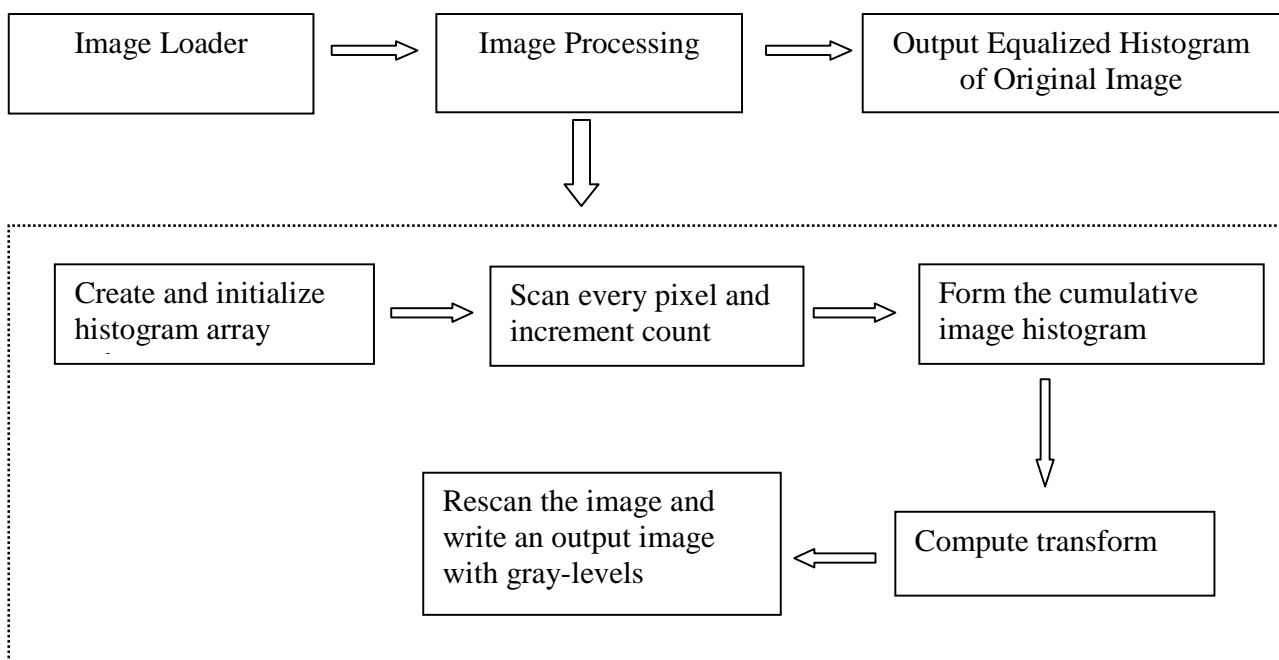 Image Loader
Image Processing
Output Equalized Histogram
of Original Image
Create and initialize
histogram array
Scan every pixel and
increment count
Form the cumulative
image histogram
Compute transform
Rescan the image and
write an output image
with gray-levels